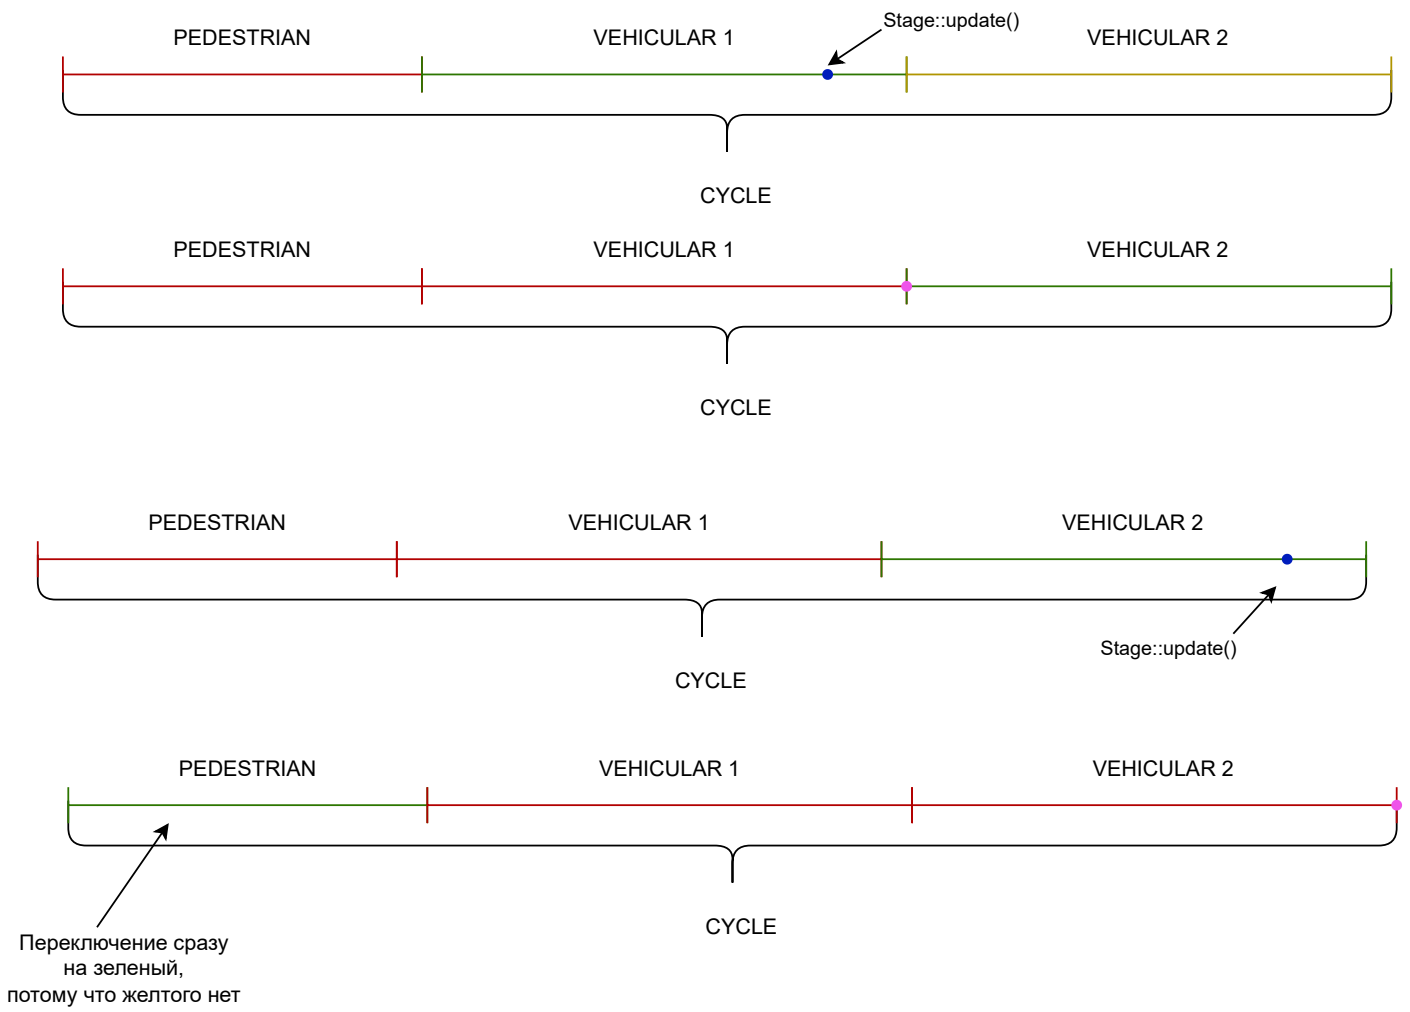 Stage::update()
PEDESTRIAN
VEHICULAR 1
VEHICULAR 2
CYCLE
PEDESTRIAN
VEHICULAR 1
VEHICULAR 2
CYCLE
PEDESTRIAN
VEHICULAR 1
VEHICULAR 2
Stage::update()
CYCLE
PEDESTRIAN
VEHICULAR 1
VEHICULAR 2
CYCLE
Переключение сразу
на зеленый,
потому что желтого нет